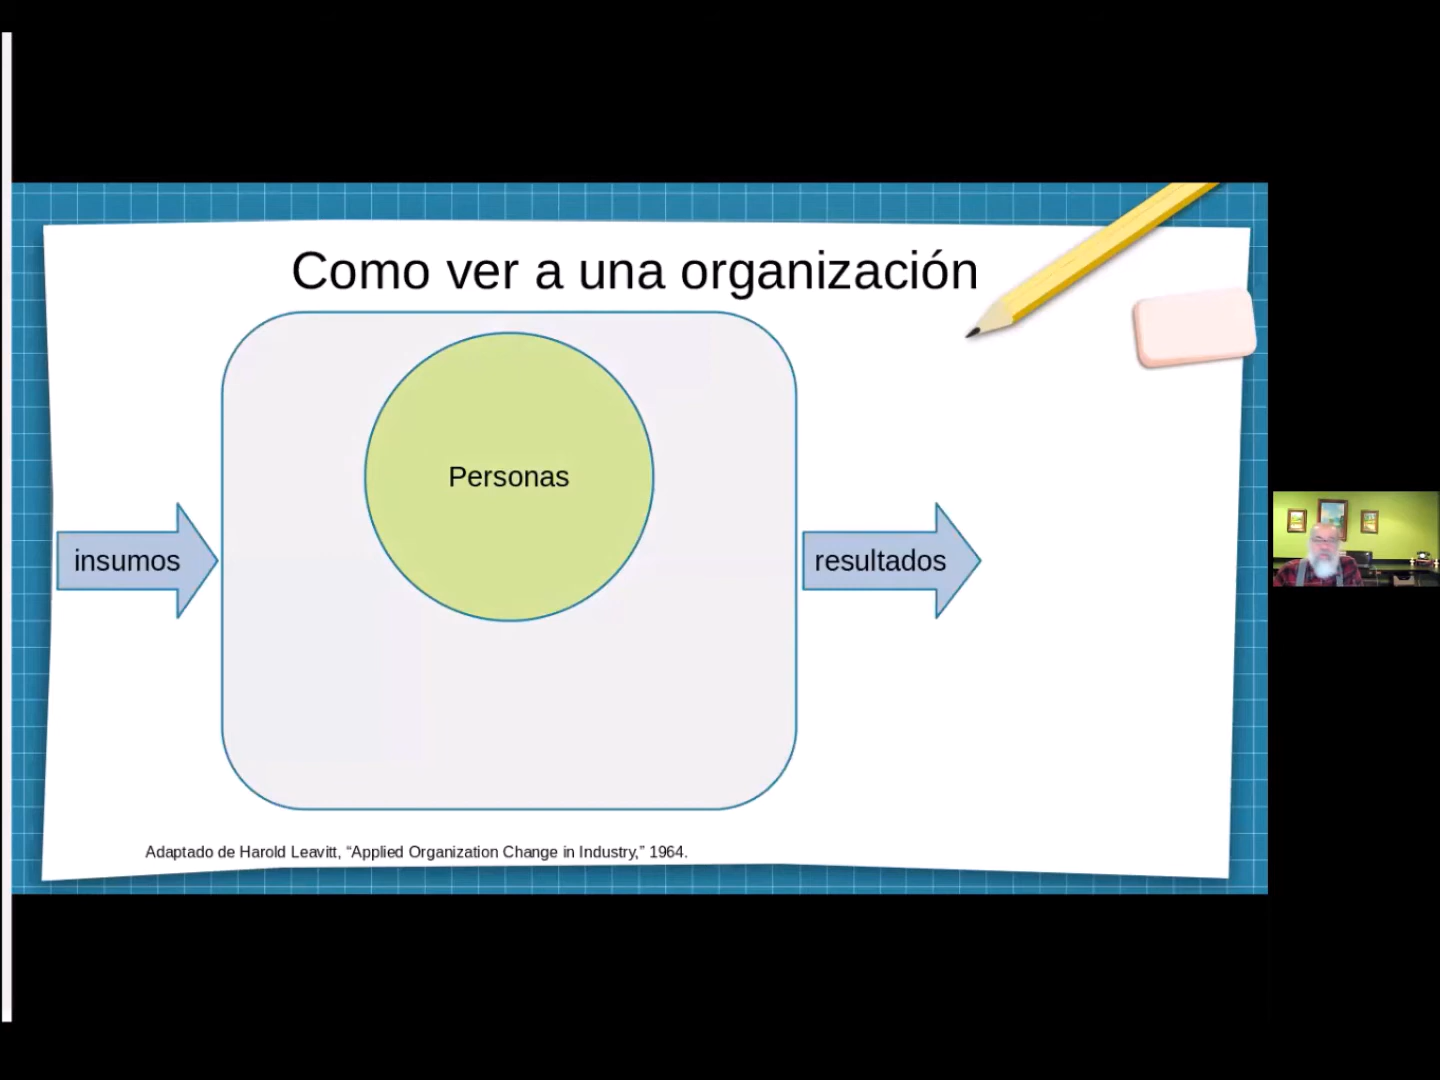 Como ver a una organización
Personas
insumos
resultados
Adaptado de Harold Leavitt, “Applied Organization Change in Industry,” 1964.